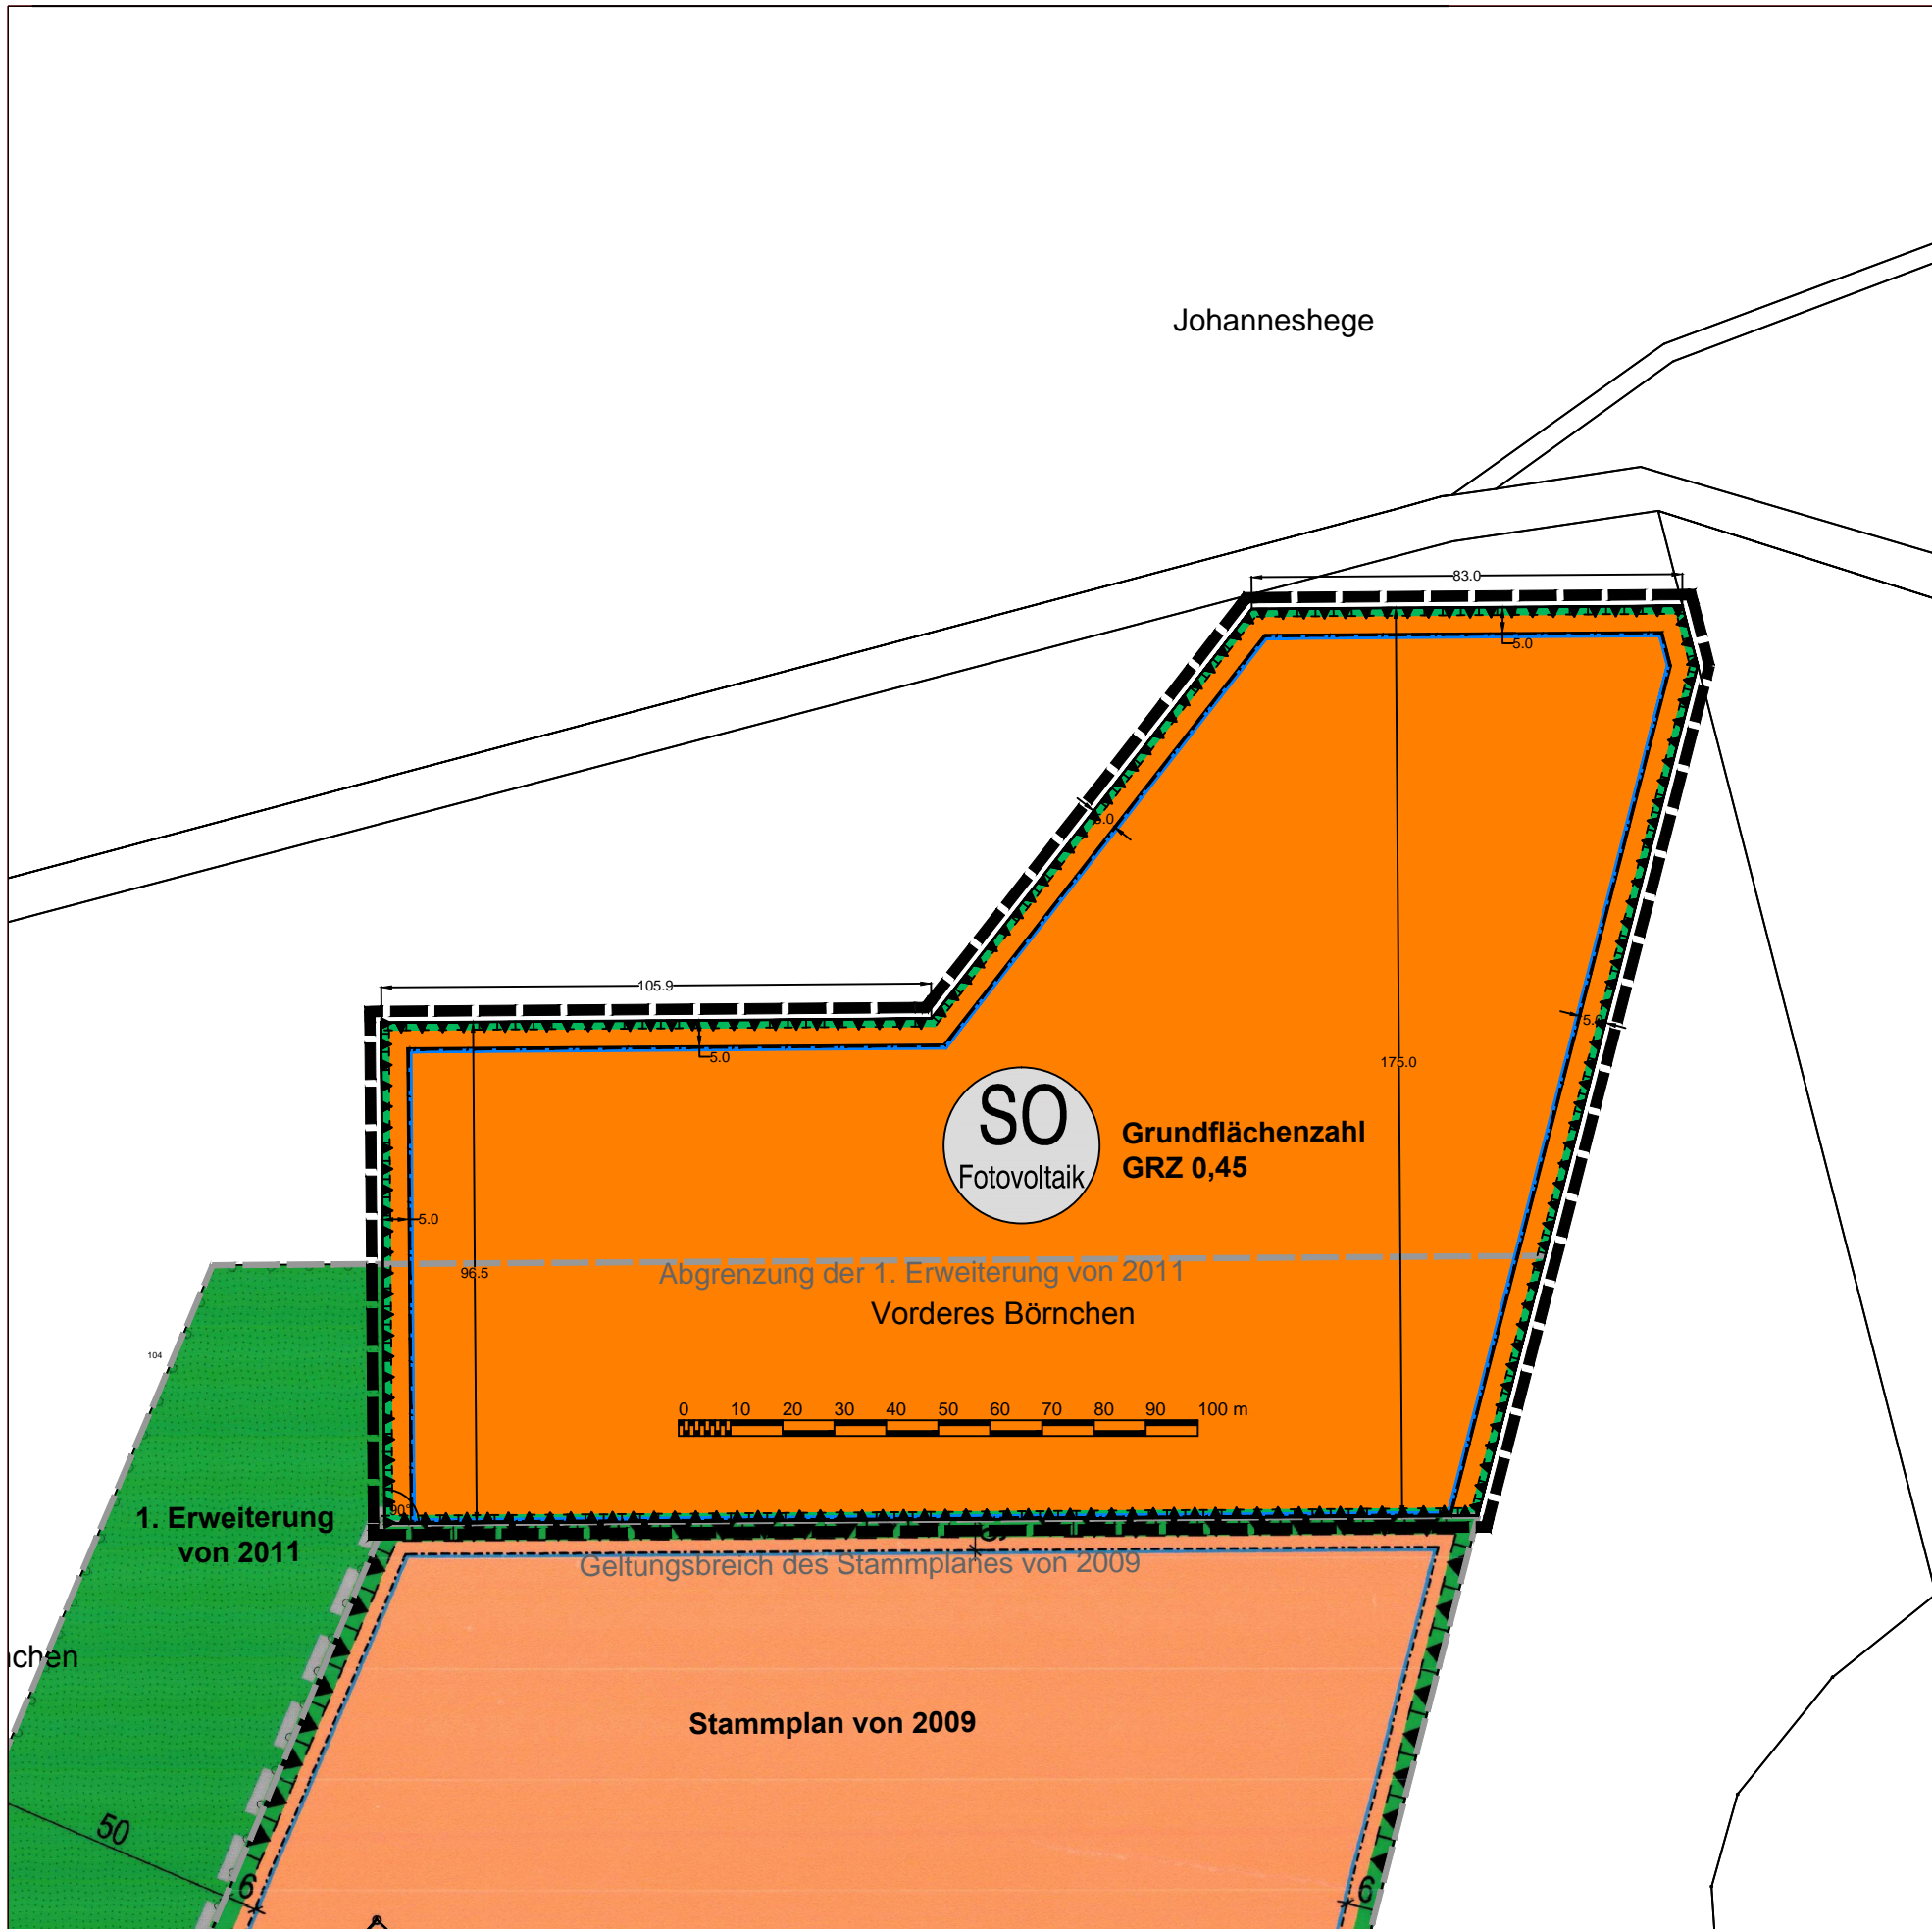 Johanneshege
83.0
5.0
5.0
105.9
5.0
5.0
175.0
SO
Fotovoltaik
Grundflächenzahl
GRZ 0,45
5.0
96.5
Abgrenzung der 1. Erweiterung von 2011
Vorderes Börnchen
104
0 10 20 30 40 50 60 70 80 90 100 m
90°
1. Erweiterung
von 2011
Geltungsbreich des Stammplanes von 2009
chen
Stammplan von 2009
50
6
6